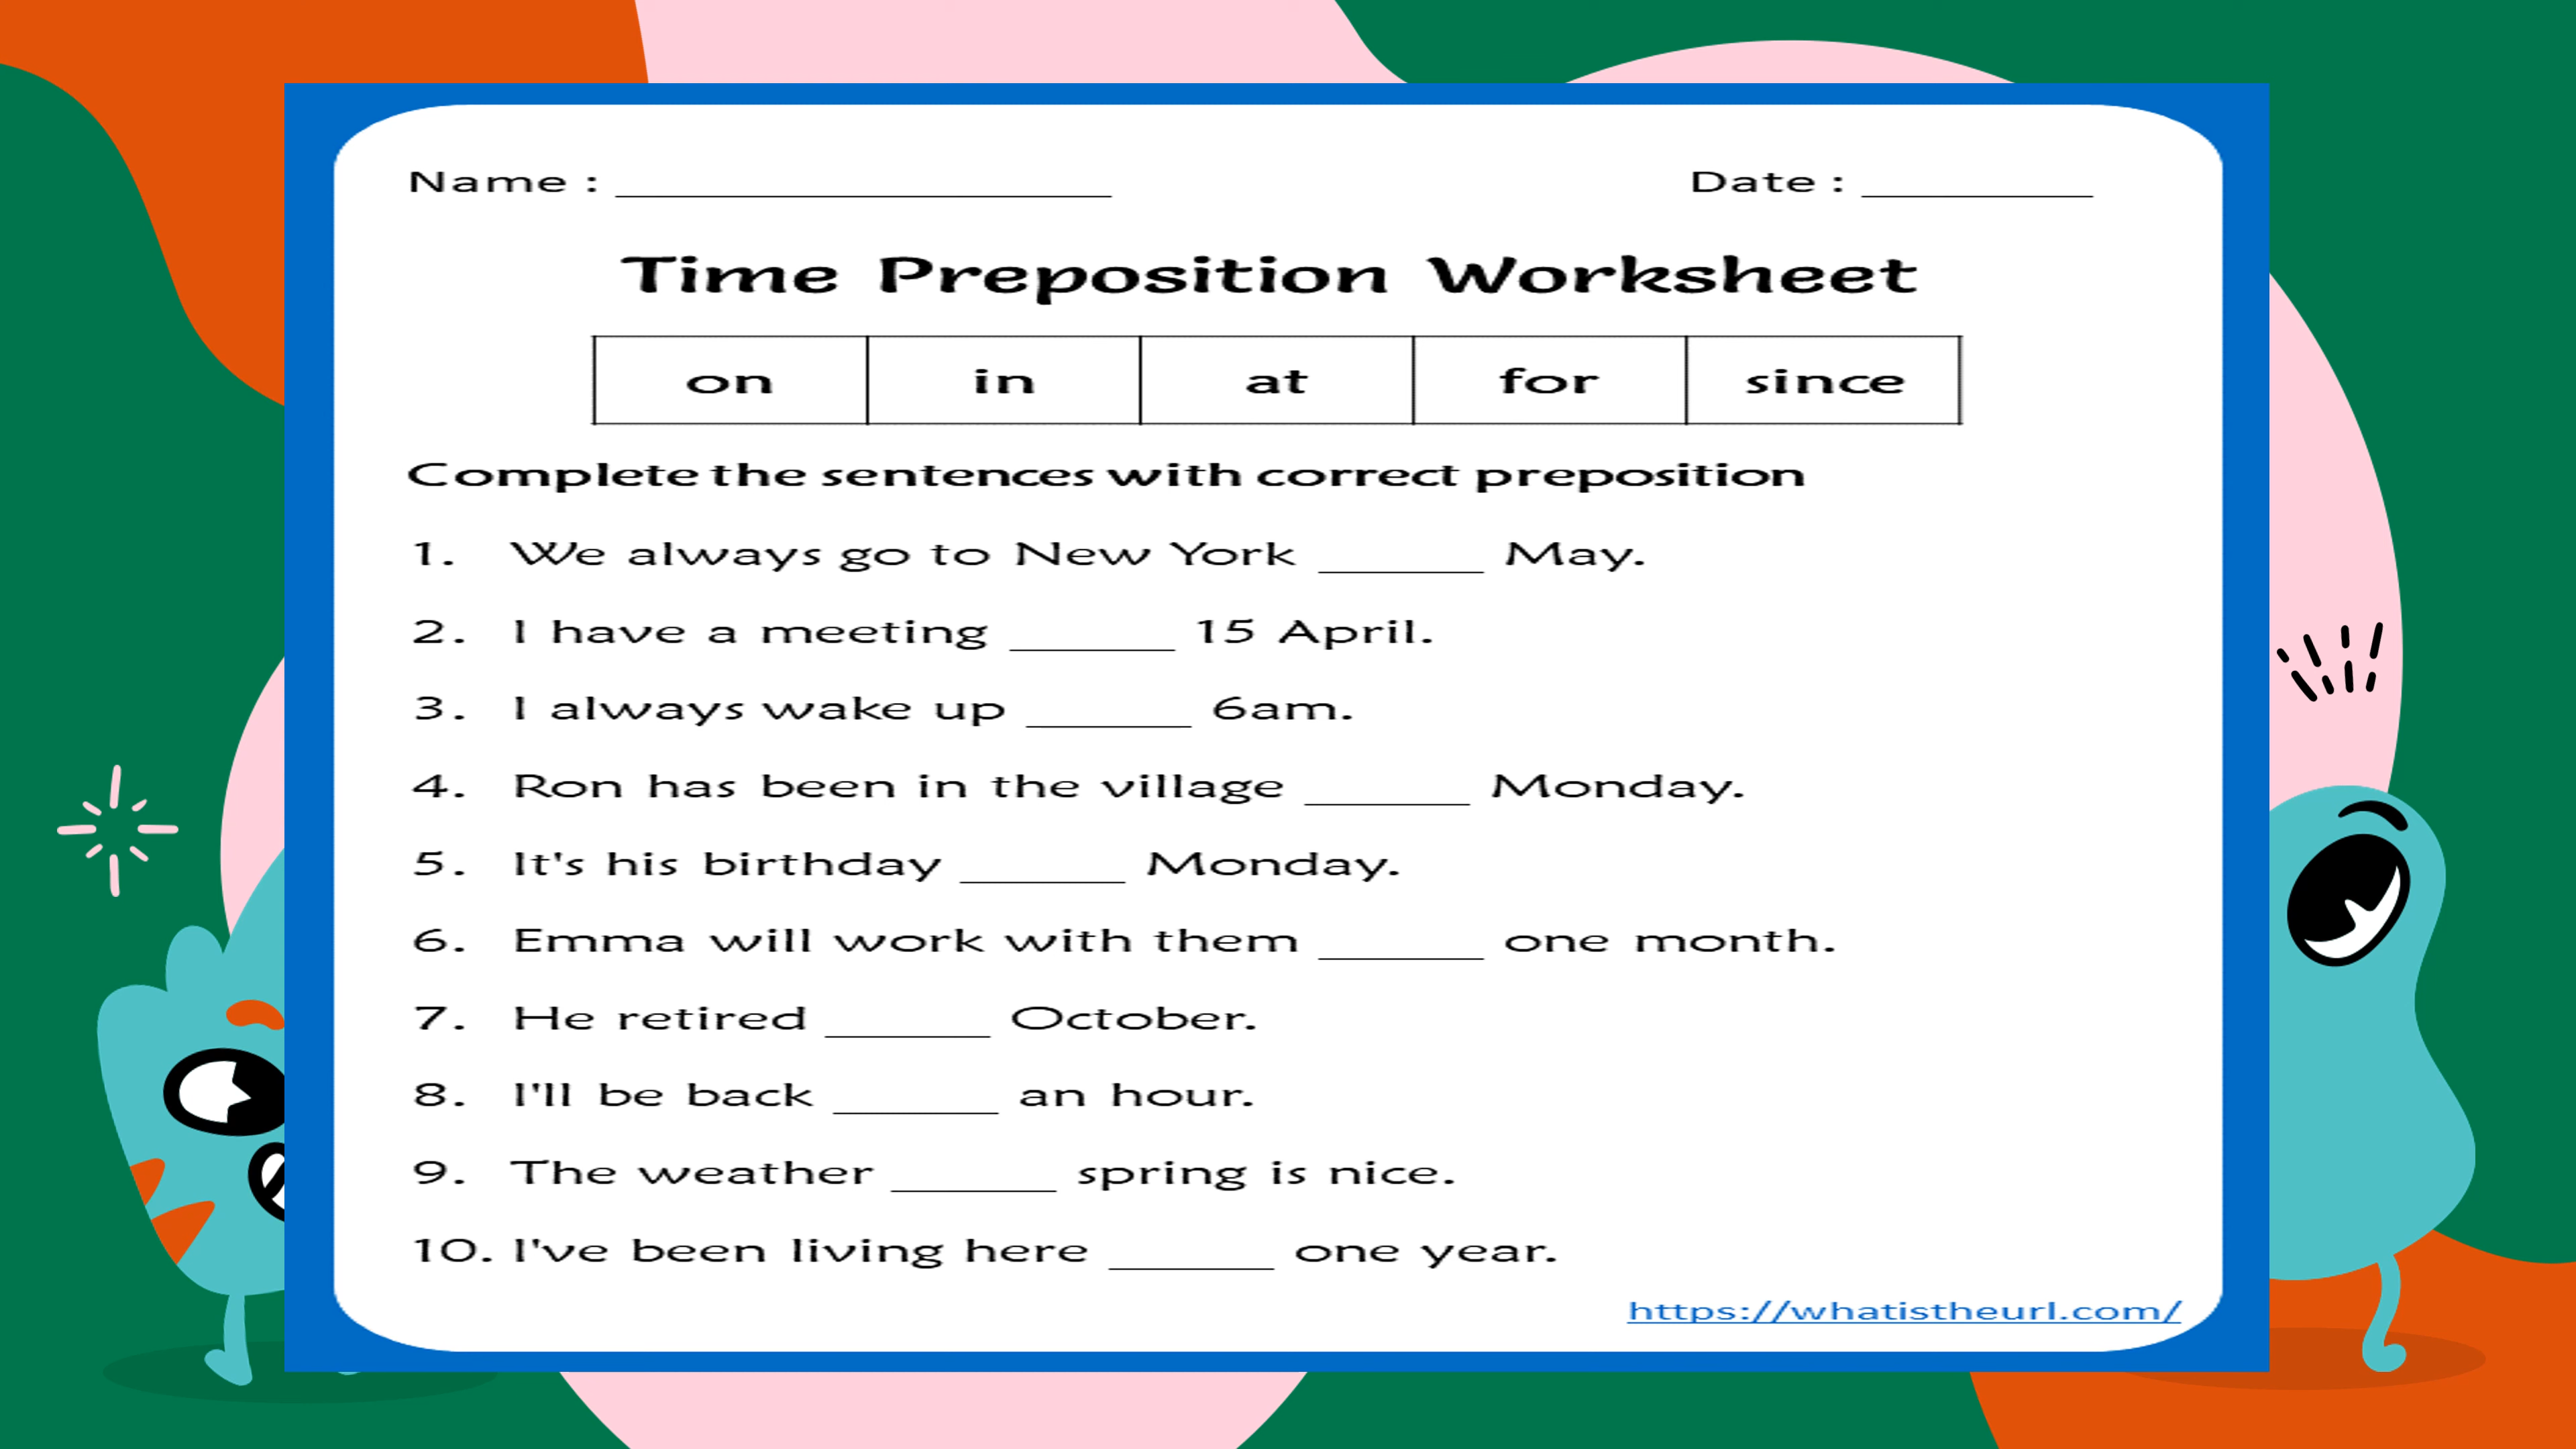 Name : ____________________ Date : __________
Time Preposition Worksheet
on in at for since
Complete the sentences with correct preposition
1. We always go to New York ______ May.
2. I have a meeting ______ 15 April.
3. I always wake up ______ 6am.
4. Ron has been in the village ______ Monday.
5. It's his birthday ______ Monday.
6. Emma will work with them ______ one month.
7. He retired ______ October.
8. I'll be back ______ an hour.
9. The weather ______ spring is nice.
10. I've been living here ______ one year.
https://whatistheurl.com/